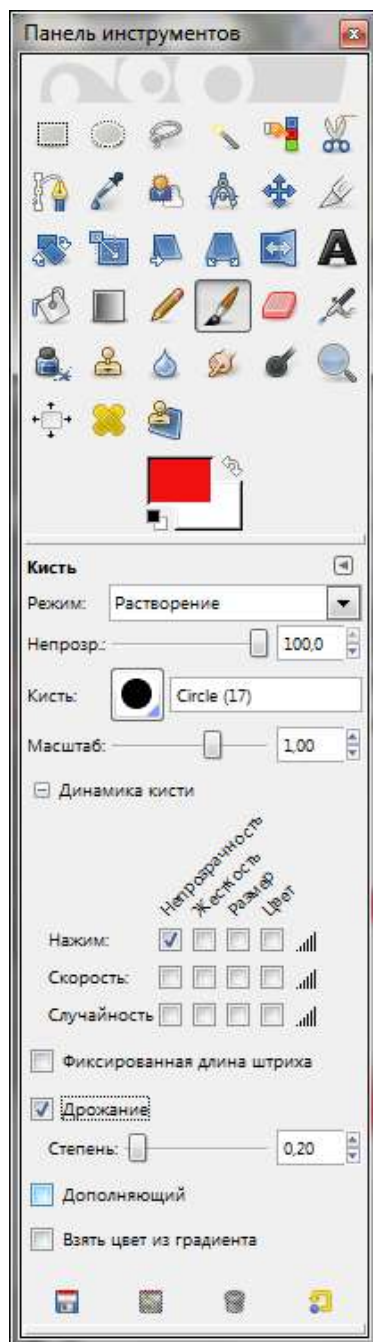 Панель инструментов
Кисть
Режим: Растворение
Непрозр.: 100,0
Кисть: Circle (17)
Масштаб: 1,00
Динамика кисти
Непрозрачность Жесткость Размер Цвет
Нажим:
Скорость:
Случайность
Фиксированная длина штриха
Дрожание
Степень: 0,20
Дополняющий
Взять цвет из градиента